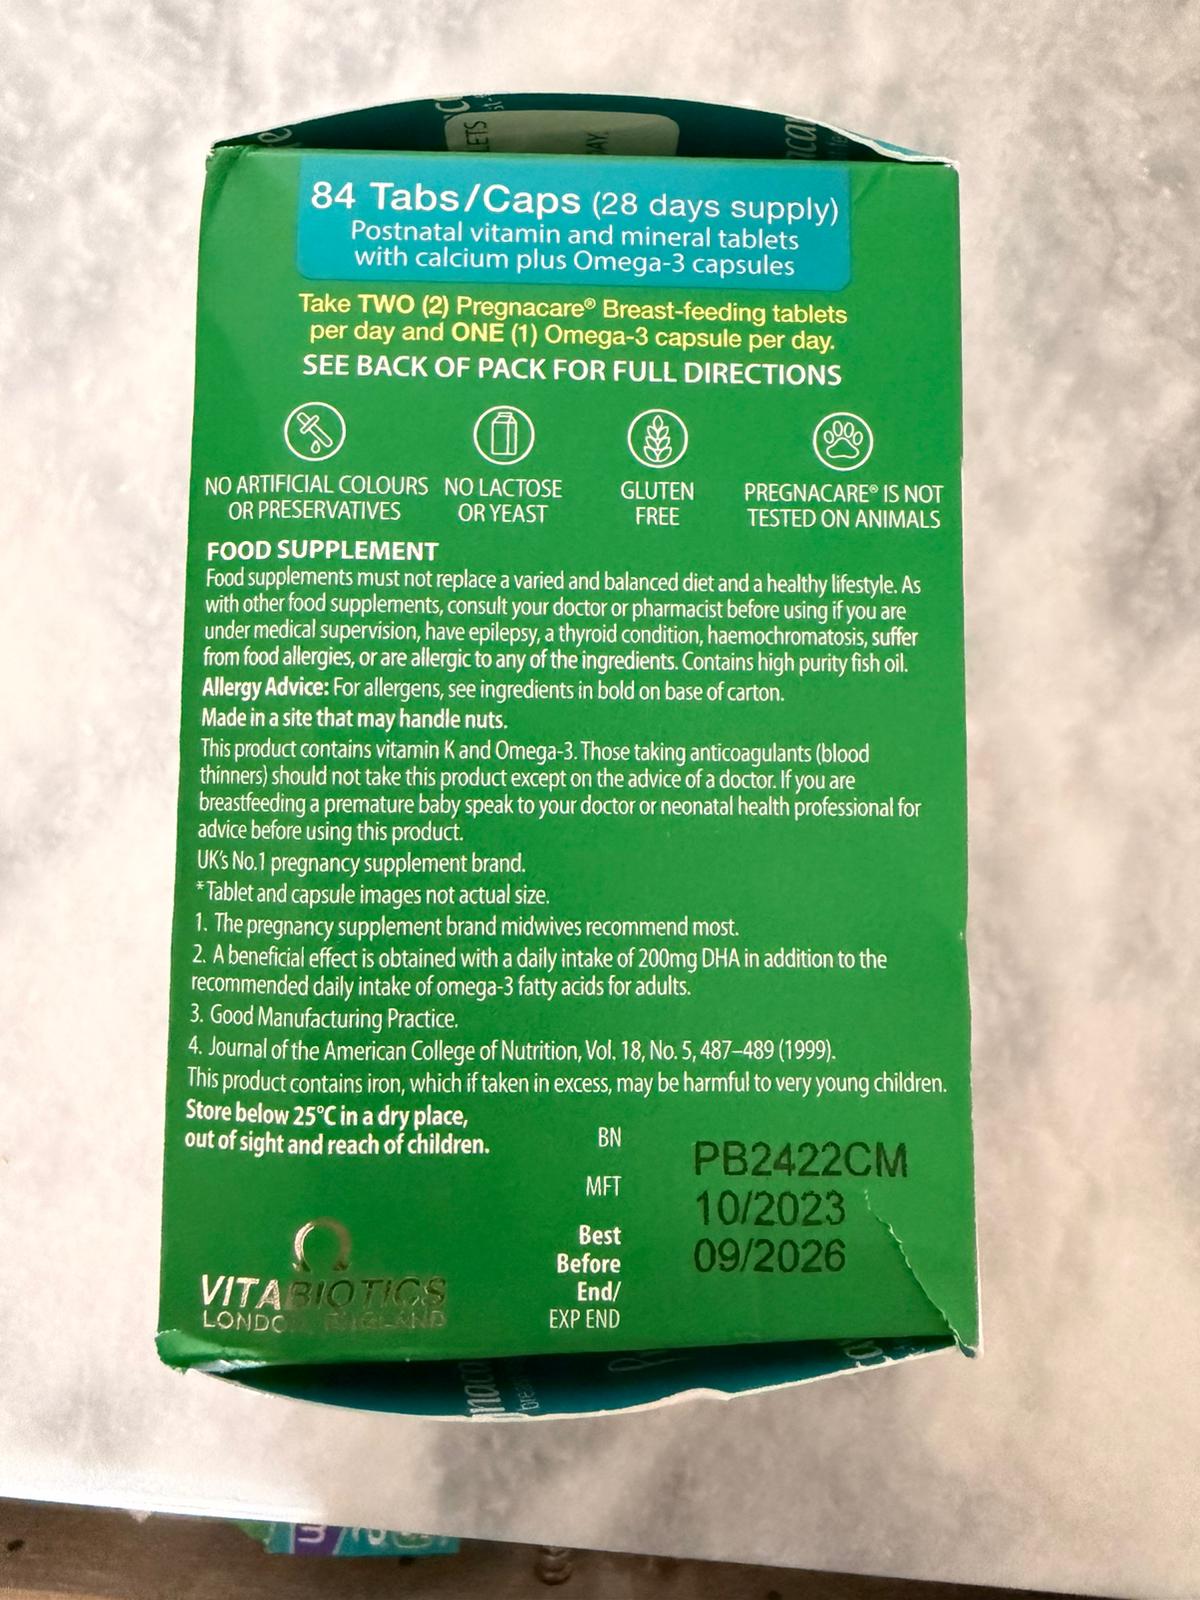 84 Tabs/Caps (28 days supply)
Postnatal vitamin and mineral tablets
with calcium plus Omega-3 capsules
Take TWO (2) Pregnacare® Breast-feeding tablets
per day and ONE (1) Omega-3 capsule per day.
SEE BACK OF PACK FOR FULL DIRECTIONS
NO ARTIFICIAL COLOURS
OR PRESERVATIVES
NO LACTOSE
OR YEAST
GLUTEN
FREE
PREGNACARE® IS NOT
TESTED ON ANIMALS
FOOD SUPPLEMENT
Food supplements must not replace a varied and balanced diet and a healthy lifestyle. As
with other food supplements, consult your doctor or pharmacist before using if you are
under medical supervision, have epilepsy, a thyroid condition, haemochromatosis, suffer
from food allergies, or are allergic to any of the ingredients. Contains high purity fish oil.
Allergy Advice: For allergens, see ingredients in bold on base of carton.
Made in a site that may handle nuts.
This product contains vitamin K and Omega-3. Those taking anticoagulants (blood
thinners) should not take this product except on the advice of a doctor. If you are
breastfeeding a premature baby speak to your doctor or neonatal health professional for
advice before using this product.
UK's No.1 pregnancy supplement brand.
*Tablet and capsule images not actual size.
1. The pregnancy supplement brand midwives recommend most.
2. A beneficial effect is obtained with a daily intake of 200mg DHA in addition to the
recommended daily intake of omega-3 fatty acids for adults.
3. Good Manufacturing Practice.
4. Journal of the American College of Nutrition, Vol. 18, No. 5, 487–489 (1999).
This product contains iron, which if taken in excess, may be harmful to very young children.
Store below 25°C in a dry place,
out of sight and reach of children.
BN PB2422CM
MFT 10/2023
Best
Before
End/
EXP END
09/2026
VITABIOTICS
LONDON, ENGLAND